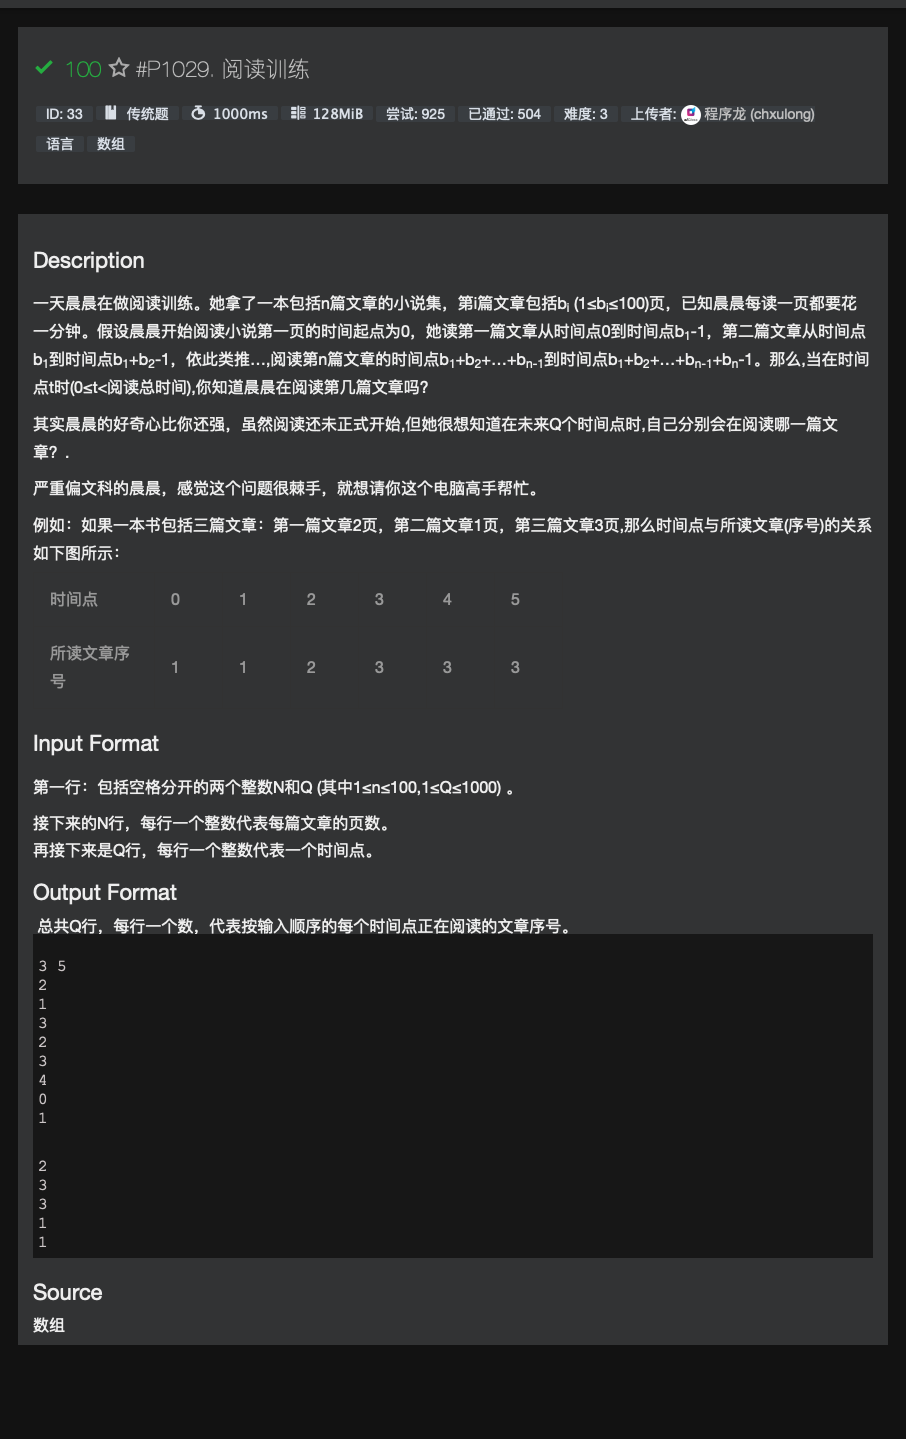 100 #P1029. 阅读训练
ID: 33 传统题 1000ms 128MiB 尝试: 925 已通过: 504 难度: 3 上传者: 程序龙 (chxulong)
语言 数组
Description
一天晨晨在做阅读训练。她拿了一本包括n篇文章的小说集，第i篇文章包括bi (1≤bi≤100)页，已知晨晨每读一页都要花
一分钟。假设晨晨开始阅读小说第一页的时间起点为0，她读第一篇文章从时间点0到时间点b1-1，第二篇文章从时间点
b1到时间点b1+b2-1，依此类推…,阅读第n篇文章的时间点b1+b2+…+bn-1到时间点b1+b2+…+bn-1+bn-1。那么,当在时间
点t时(0≤t<阅读总时间),你知道晨晨在阅读第几篇文章吗?
其实晨晨的好奇心比你还强，虽然阅读还未正式开始,但她很想知道在未来Q个时间点时,自己分别会在阅读哪一篇文
章？.
严重偏文科的晨晨，感觉这个问题很棘手，就想请你这个电脑高手帮忙。
例如：如果一本书包括三篇文章：第一篇文章2页，第二篇文章1页，第三篇文章3页,那么时间点与所读文章(序号)的关系
如下图所示：
时间点 0 1 2 3 4 5
所读文章序
号 1 1 2 3 3 3
Input Format
第一行：包括空格分开的两个整数N和Q (其中1≤n≤100,1≤Q≤1000) 。
接下来的N行，每行一个整数代表每篇文章的页数。
再接下来是Q行，每行一个整数代表一个时间点。
Output Format
总共Q行，每行一个数，代表按输入顺序的每个时间点正在阅读的文章序号。
3 5
2
1
3
2
3
4
0
1
2
3
3
1
1
Source
数组